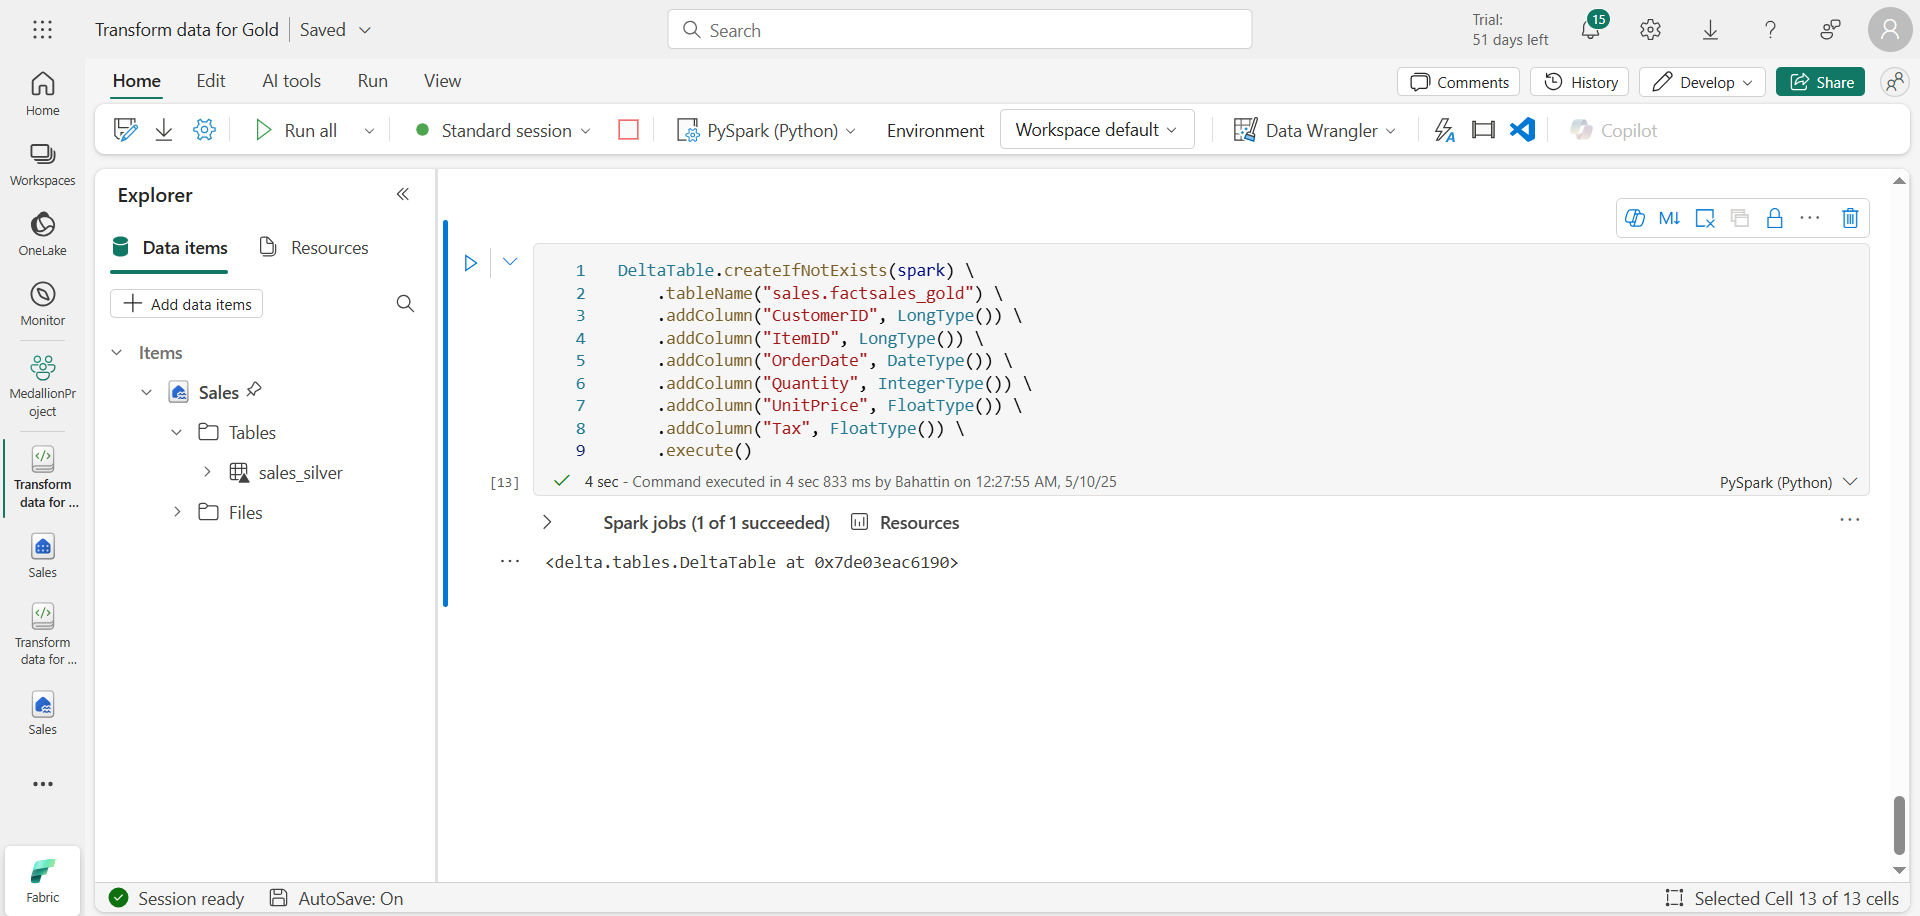 Transform data for Gold
Saved
Search
Trial:
51 days left
15
Home
Edit
AI tools
Run
View
Comments
History
Develop
Share
Run all
Standard session
PySpark (Python)
Environment
Workspace default
Data Wrangler
Copilot
Home
Workspaces
OneLake
Monitor
MedallionPr
oject
Transform
data for ...
Sales
Transform
data for ...
Sales
Fabric
Explorer
Data items
Resources
Add data items
Items
Sales
Tables
sales_silver
Files
M↓
1 DeltaTable.createIfNotExists(spark) \
2 .tableName("sales.factsales_gold") \
3 .addColumn("CustomerID", LongType()) \
4 .addColumn("ItemID", LongType()) \
5 .addColumn("OrderDate", DateType()) \
6 .addColumn("Quantity", IntegerType()) \
7 .addColumn("UnitPrice", FloatType()) \
8 .addColumn("Tax", FloatType()) \
9 .execute()
[13]
4 sec - Command executed in 4 sec 833 ms by Bahattin on 12:27:55 AM, 5/10/25
PySpark (Python)
Spark jobs (1 of 1 succeeded)
Resources
<delta.tables.DeltaTable at 0x7de03eac6190>
Session ready
AutoSave: On
Selected Cell 13 of 13 cells